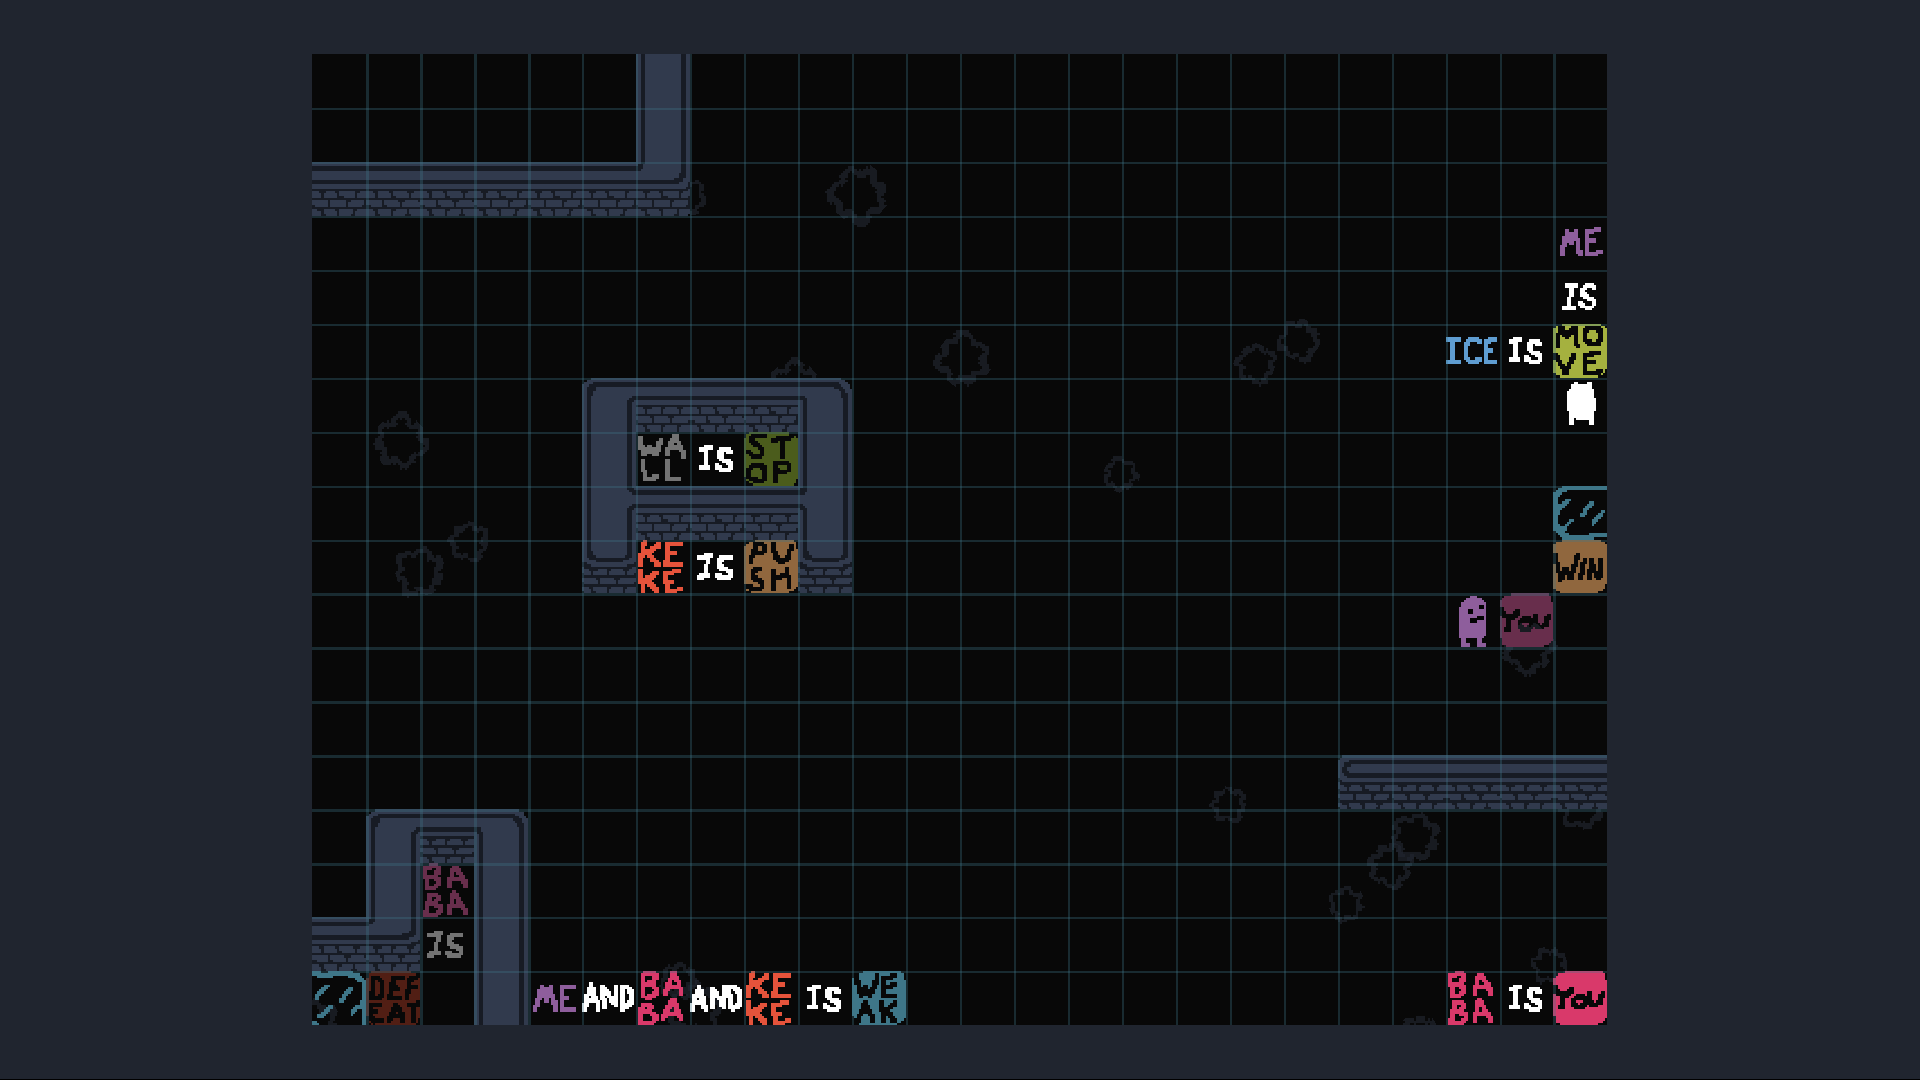 ME
IS
ICE IS MOVE
WALL IS STOP
KEKE IS PUSH
WIN
YOU
BABA
IS
DEFEAT
ME AND BABA AND KEKE IS WEAK
BABA IS YOU